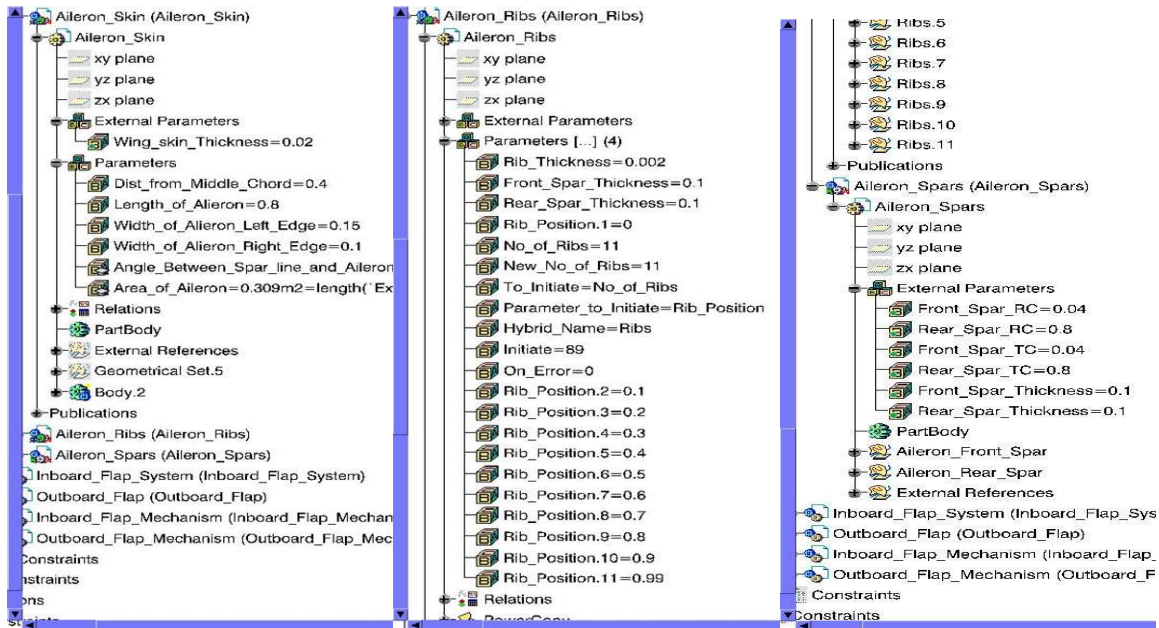 Aileron_Skin (Aileron_Skin)
Aileron_Skin
xy plane
yz plane
zx plane
External Parameters
Wing_skin_Thickness=0.02
Parameters
Dist_from_Middle_Chord=0.4
Length_of_Alieron=0.8
Width_of_Alieron_Left_Edge=0.15
Width_of_Alieron_Right_Edge=0.1
Angle_Between_Spar_line_and_Aileron
Area_of_Aileron=0.309m2=length(`Ex
Relations
PartBody
External References
Geometrical Set.5
Body.2
Publications
Aileron_Ribs (Aileron_Ribs)
Aileron_Spars (Aileron_Spars)
Inboard_Flap_System (Inboard_Flap_System)
Outboard_Flap (Outboard_Flap)
Inboard_Flap_Mechanism (Inboard_Flap_Mechan
Outboard_Flap_Mechanism (Outboard_Flap_Mec
Constraints
nstraints
ons
Aileron_Ribs (Aileron_Ribs)
Aileron_Ribs
xy plane
yz plane
zx plane
External Parameters
Parameters [...] (4)
Rib_Thickness=0.002
Front_Spar_Thickness=0.1
Rear_Spar_Thickness=0.1
Rib_Position.1=0
No_of_Ribs=11
New_No_of_Ribs=11
To_Initiate=No_of_Ribs
Parameter_to_Initiate=Rib_Position
Hybrid_Name=Ribs
Initiate=89
On_Error=0
Rib_Position.2=0.1
Rib_Position.3=0.2
Rib_Position.4=0.3
Rib_Position.5=0.4
Rib_Position.6=0.5
Rib_Position.7=0.6
Rib_Position.8=0.7
Rib_Position.9=0.8
Rib_Position.10=0.9
Rib_Position.11=0.99
Relations
PowerCopy
Ribs.5
Ribs.6
Ribs.7
Ribs.8
Ribs.9
Ribs.10
Ribs.11
Publications
Aileron_Spars (Aileron_Spars)
Aileron_Spars
xy plane
yz plane
zx plane
External Parameters
Front_Spar_RC=0.04
Rear_Spar_RC=0.8
Front_Spar_TC=0.04
Rear_Spar_TC=0.8
Front_Spar_Thickness=0.1
Rear_Spar_Thickness=0.1
PartBody
Aileron_Front_Spar
Aileron_Rear_Spar
External References
Inboard_Flap_System (Inboard_Flap_Sys
Outboard_Flap (Outboard_Flap)
Inboard_Flap_Mechanism (Inboard_Flap_
Outboard_Flap_Mechanism (Outboard_F
Constraints
Constraints